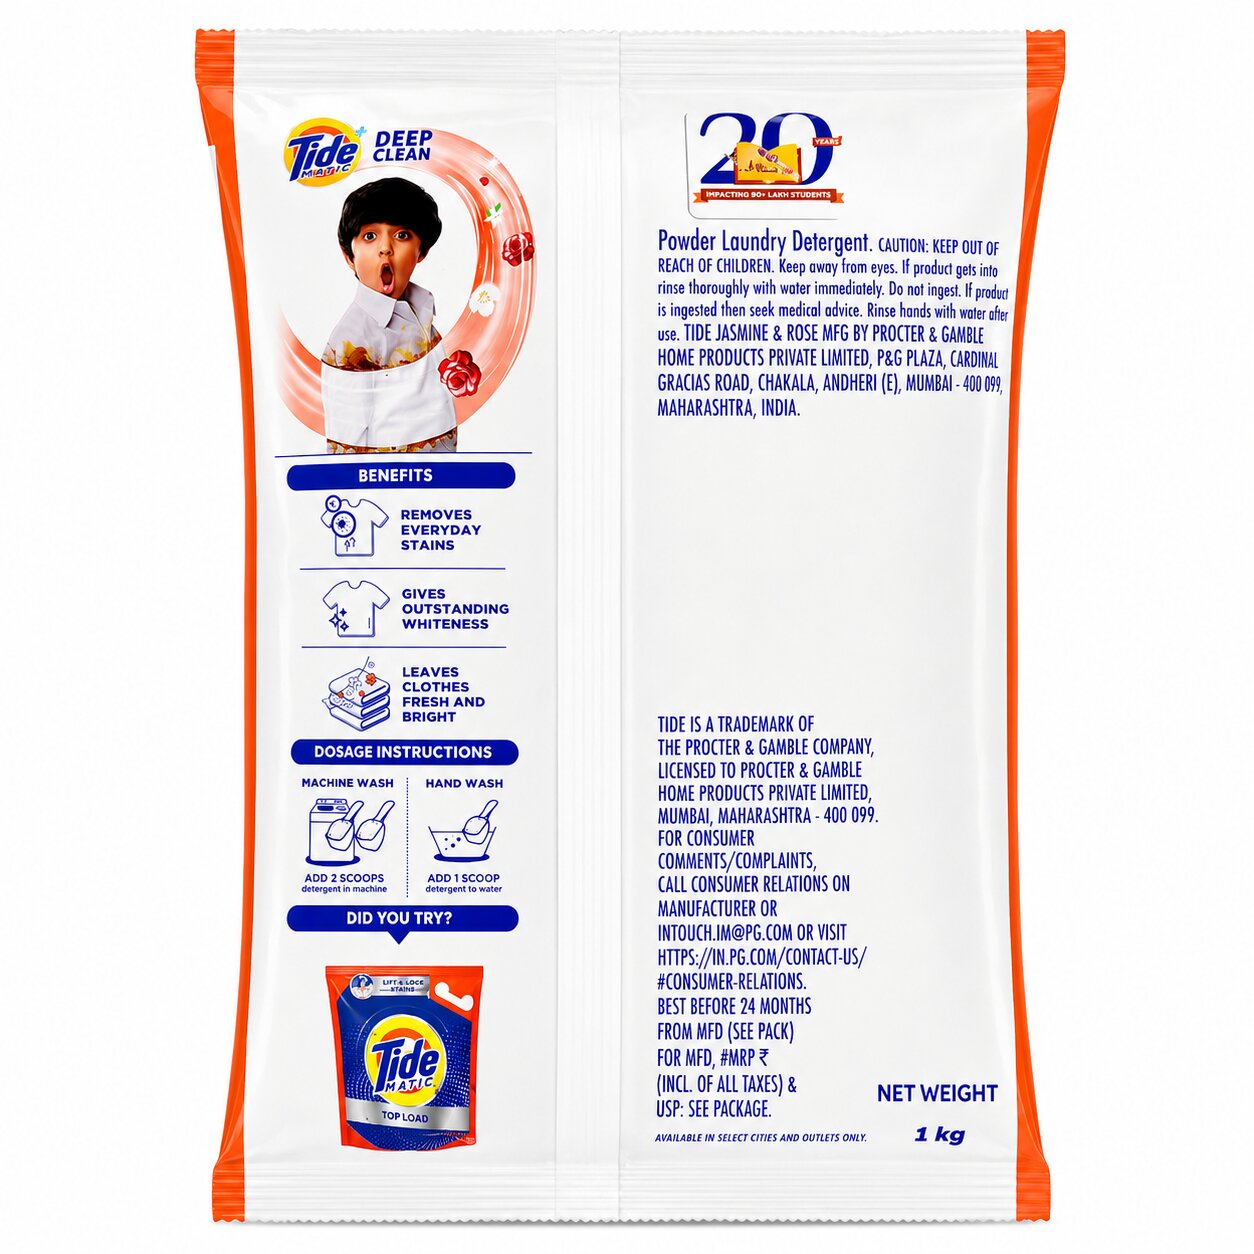 Tide+
MATIC
DEEP
CLEAN
BENEFITS
REMOVES
EVERYDAY
STAINS
GIVES
OUTSTANDING
WHITENESS
LEAVES
CLOTHES
FRESH AND
BRIGHT
DOSAGE INSTRUCTIONS
MACHINE WASH
ADD 2 SCOOPS
detergent in machine
HAND WASH
ADD 1 SCOOP
detergent to water
DID YOU TRY?
LIFT & LOCK
STAINS
Tide
MATIC
TOP LOAD
20
YEARS
IMPACTING 90+ LAKH STUDENTS
Powder Laundry Detergent. CAUTION: KEEP OUT OF
REACH OF CHILDREN. Keep away from eyes. If product gets into
rinse thoroughly with water immediately. Do not ingest. If product
is ingested then seek medical advice. Rinse hands with water after
use. TIDE JASMINE & ROSE MFG BY PROCTER & GAMBLE
HOME PRODUCTS PRIVATE LIMITED, P&G PLAZA, CARDINAL
GRACIAS ROAD, CHAKALA, ANDHERI (E), MUMBAI - 400 099,
MAHARASHTRA, INDIA.
TIDE IS A TRADEMARK OF
THE PROCTER & GAMBLE COMPANY,
LICENSED TO PROCTER & GAMBLE
HOME PRODUCTS PRIVATE LIMITED,
MUMBAI, MAHARASHTRA - 400 099.
FOR CONSUMER
COMMENTS/COMPLAINTS,
CALL CONSUMER RELATIONS ON
MANUFACTURER OR
INTOUCH.IM@PG.COM OR VISIT
HTTPS://IN.PG.COM/CONTACT-US/
#CONSUMER-RELATIONS.
BEST BEFORE 24 MONTHS
FROM MFD (SEE PACK)
FOR MFD, #MRP ₹
(INCL. OF ALL TAXES) &
USP: SEE PACKAGE.
AVAILABLE IN SELECT CITIES AND OUTLETS ONLY.
NET WEIGHT
1 kg